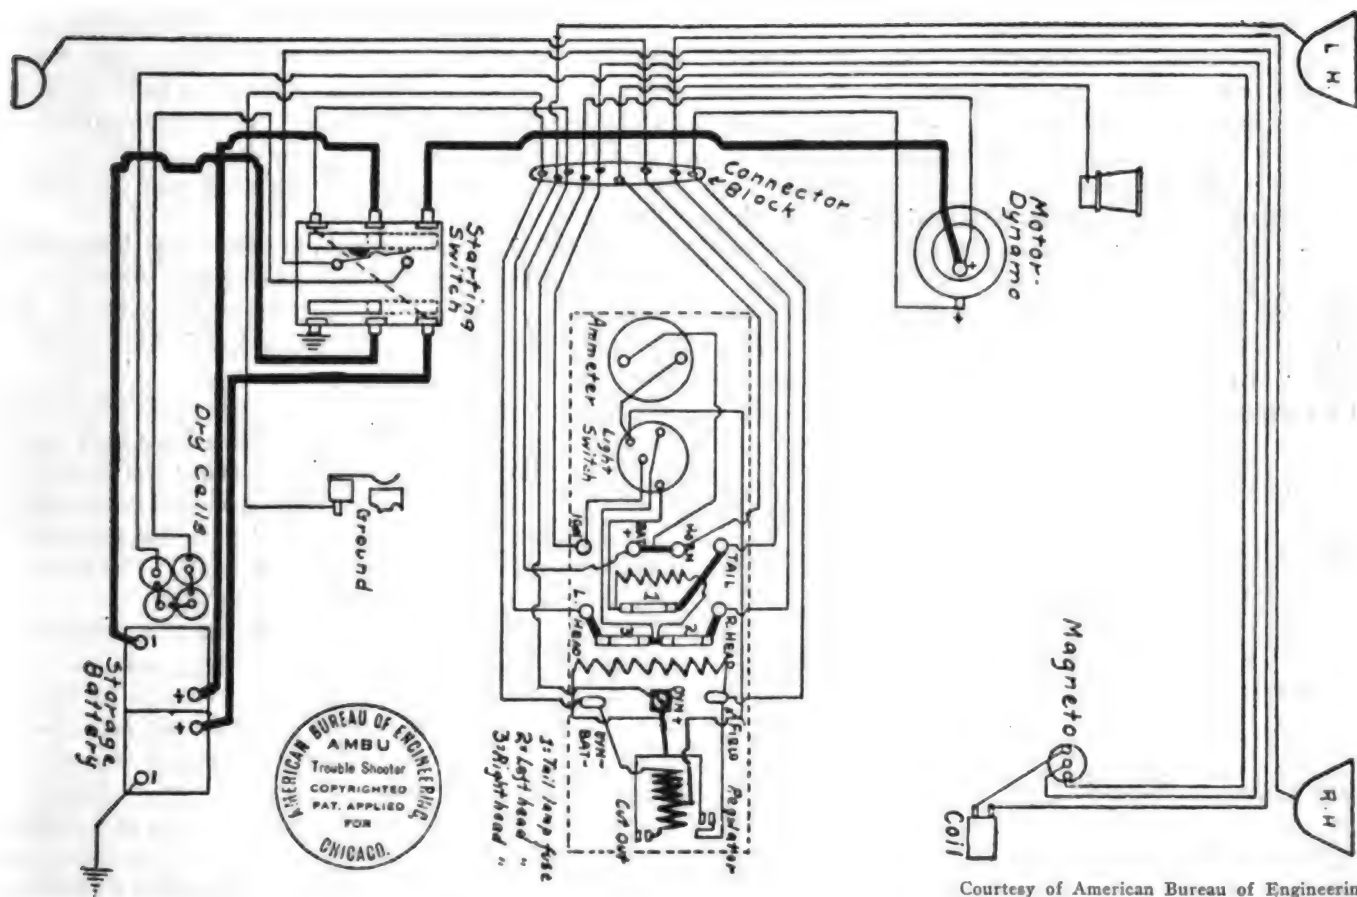 L. H.
Connector
Block
Motor-
Dynamo
+
+
Starting
Switch
Ammeter
Light
Switch
Dry Cells
Ground
IGN
BAT
+
HORN
TAIL
1
L. HEAD
3
2
R. HEAD
DYN +
DYN -
BAT -
FIELD
Regulator
Cut Out
1 = Tail lamp fuse
2 = Left head "
3 = Right head "
Storage
Battery
-
+
+
-
AMERICAN BUREAU OF ENGINEERING,
AMBU
Trouble Shooter
COPYRIGHTED
PAT. APPLIED
FOR
CHICAGO.
Magneto
Coil
R. H
Courtesy of American Bureau of Engineerin